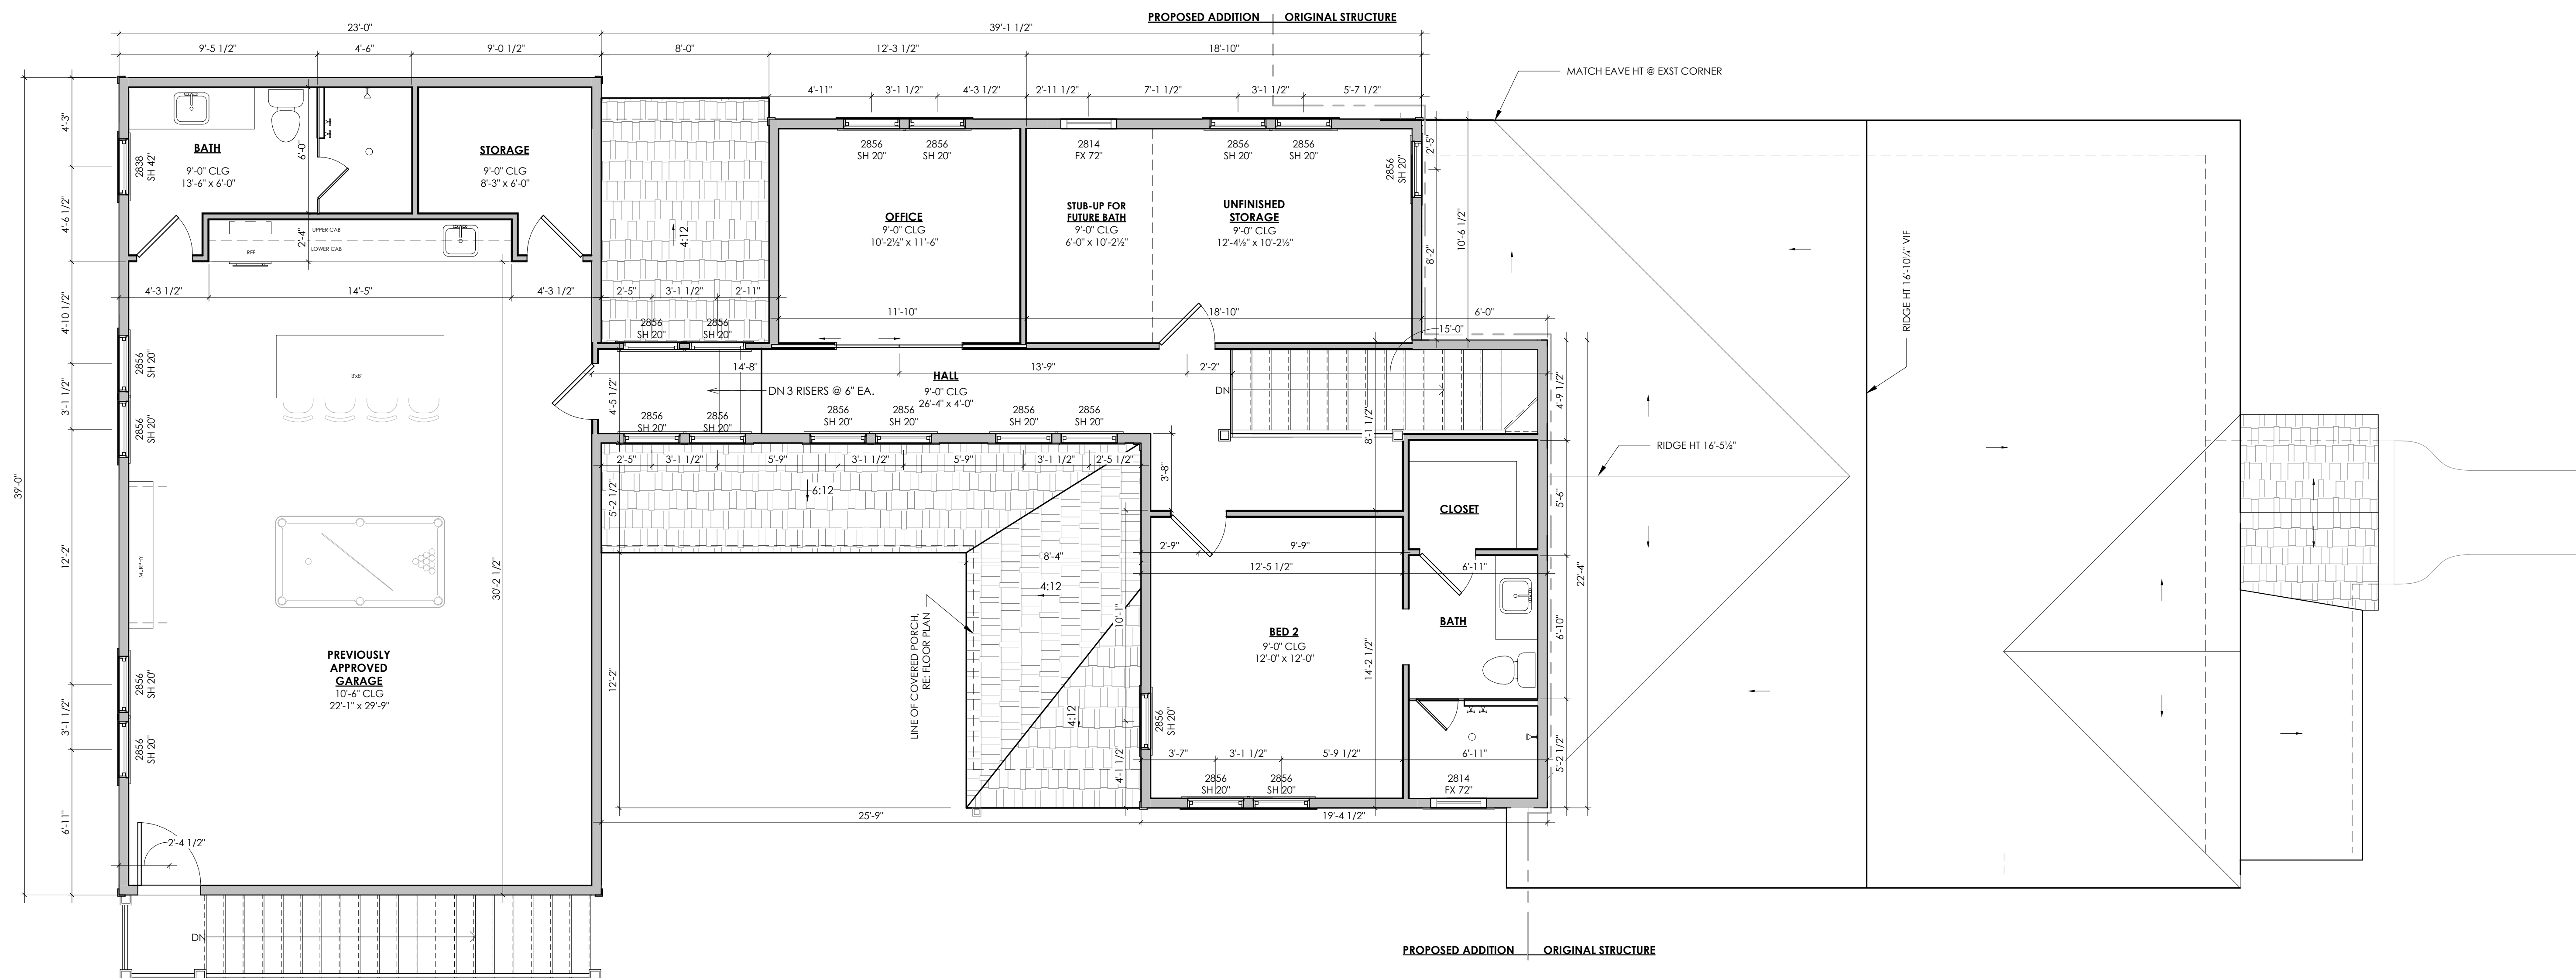 PROPOSED ADDITION ORIGINAL STRUCTURE
23'-0" 39'-1 1/2"
9'-5 1/2" 4'-6" 9'-0 1/2" 8'-0" 12'-3 1/2" 18'-10"
MATCH EAVE HT @ EXST CORNER
4'-11" 3'-1 1/2" 4'-3 1/2" 2'-11 1/2" 7'-1 1/2" 3'-1 1/2" 5'-7 1/2"
4'-3"
2838
SH 42"
BATH
9'-0" CLG
13'-6" x 6'-0"
6'-0"
STORAGE
9'-0" CLG
8'-3" x 6'-0"
2856
SH 20"
2856
SH 20"
2814
FX 72"
2856
SH 20"
2856
SH 20"
2856
SH 20"
2'-5"
4'-6 1/2"
2'-4"
UPPER CAB
LOWER CAB
REF
4:12
OFFICE
9'-0" CLG
10'-2½" x 11'-6"
STUB-UP FOR
FUTURE BATH
9'-0" CLG
6'-0" x 10'-2½"
UNFINISHED
STORAGE
9'-0" CLG
12'-4½" x 10'-2½"
8'-2"
10'-6 1/2"
RIDGE HT 16'-10¼" VIF
4'-3 1/2" 14'-5" 4'-3 1/2" 2'-5" 3'-1 1/2" 2'-11"
4'-10 1/2"
11'-10" 18'-10" 6'-0"
2856
SH 20"
2856
SH 20"
15'-0"
39'-0"
2856
SH 20"
3'x8'
14'-8" 13'-9" 2'-2"
HALL
9'-0" CLG
26'-4" x 4'-0"
DN 3 RISERS @ 6" EA.
DN
4'-5 1/2"
3'-1 1/2"
2856
SH 20"
2856
SH 20"
2856
SH 20"
2856
SH 20"
2856
SH 20"
2856
SH 20"
2856
SH 20"
8'-1 1/2"
4'-9 1/2"
RIDGE HT 16'-5½"
2'-5" 3'-1 1/2" 5'-9" 3'-1 1/2" 5'-9" 3'-1 1/2" 2'-5 1/2"
3'-8"
5'-2 1/2"
6:12
CLOSET
5'-6"
12'-2"
MURPHY
30'-2 1/2"
8'-4"
4:12
2'-9" 9'-9"
12'-5 1/2" 6'-11"
22'-4"
10'-1"
LINE OF COVERED PORCH,
RE: FLOOR PLAN
BED 2
9'-0" CLG
12'-0" x 12'-0"
BATH
6'-10"
PREVIOUSLY
APPROVED
GARAGE
10'-6" CLG
22'-1" x 29'-9"
12'-2"
14'-2 1/2"
2856
SH 20"
3'-1 1/2"
2856
SH 20"
4:12
2856
SH 20"
4'-1 1/2"
3'-7" 3'-1 1/2" 5'-9 1/2" 6'-11"
5'-2 1/2"
2856
SH 20"
2856
SH 20"
2814
FX 72"
6'-11"
2'-4 1/2"
25'-9" 19'-4 1/2"
DN
PROPOSED ADDITION ORIGINAL STRUCTURE